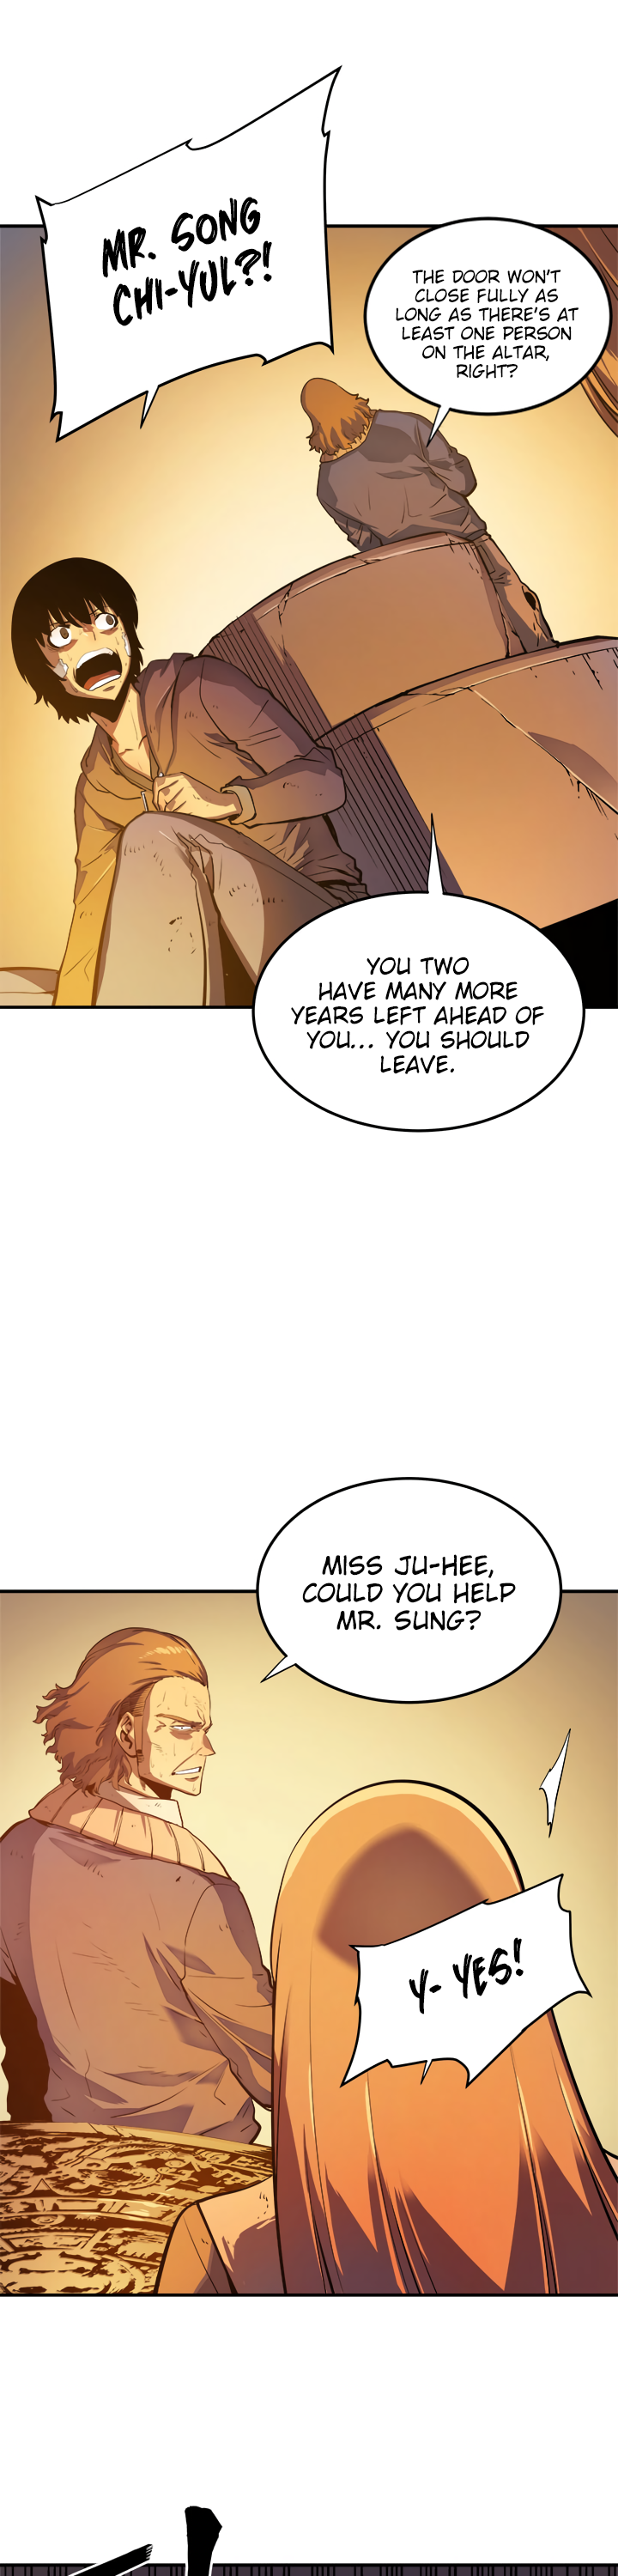 MR. SONG
CHI-YUL?!
THE DOOR WON'T
CLOSE FULLY AS
LONG AS THERE'S AT
LEAST ONE PERSON
ON THE ALTAR,
RIGHT?
YOU TWO
HAVE MANY MORE
YEARS LEFT AHEAD OF
YOU... YOU SHOULD
LEAVE.
MISS JU-HEE,
COULD YOU HELP
MR. SUNG?
Y- YES!